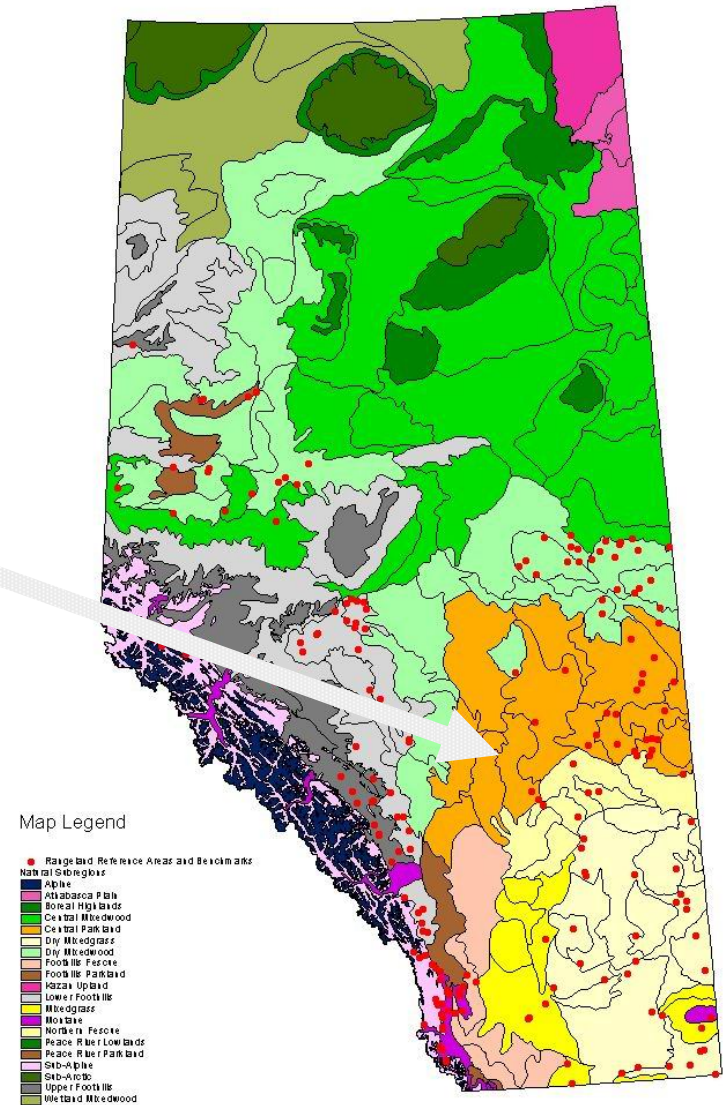 Map Legend
Rangeland Reference Areas and Benchmarks
Natural Subregions
Alpine
Athabasca Plain
Boreal Highlands
Central Mixedwood
Central Parkland
Dry Mixedgrass
Dry Mixedwood
Foothills Fescue
Foothills Parkland
Kazan Upland
Lower Foothills
Mixedgrass
Montane
Northern Fescue
Peace River Lowlands
Peace River Parkland
Sub-Alpine
Sub-Arctic
Upper Foothills
Wetland Mixedwood